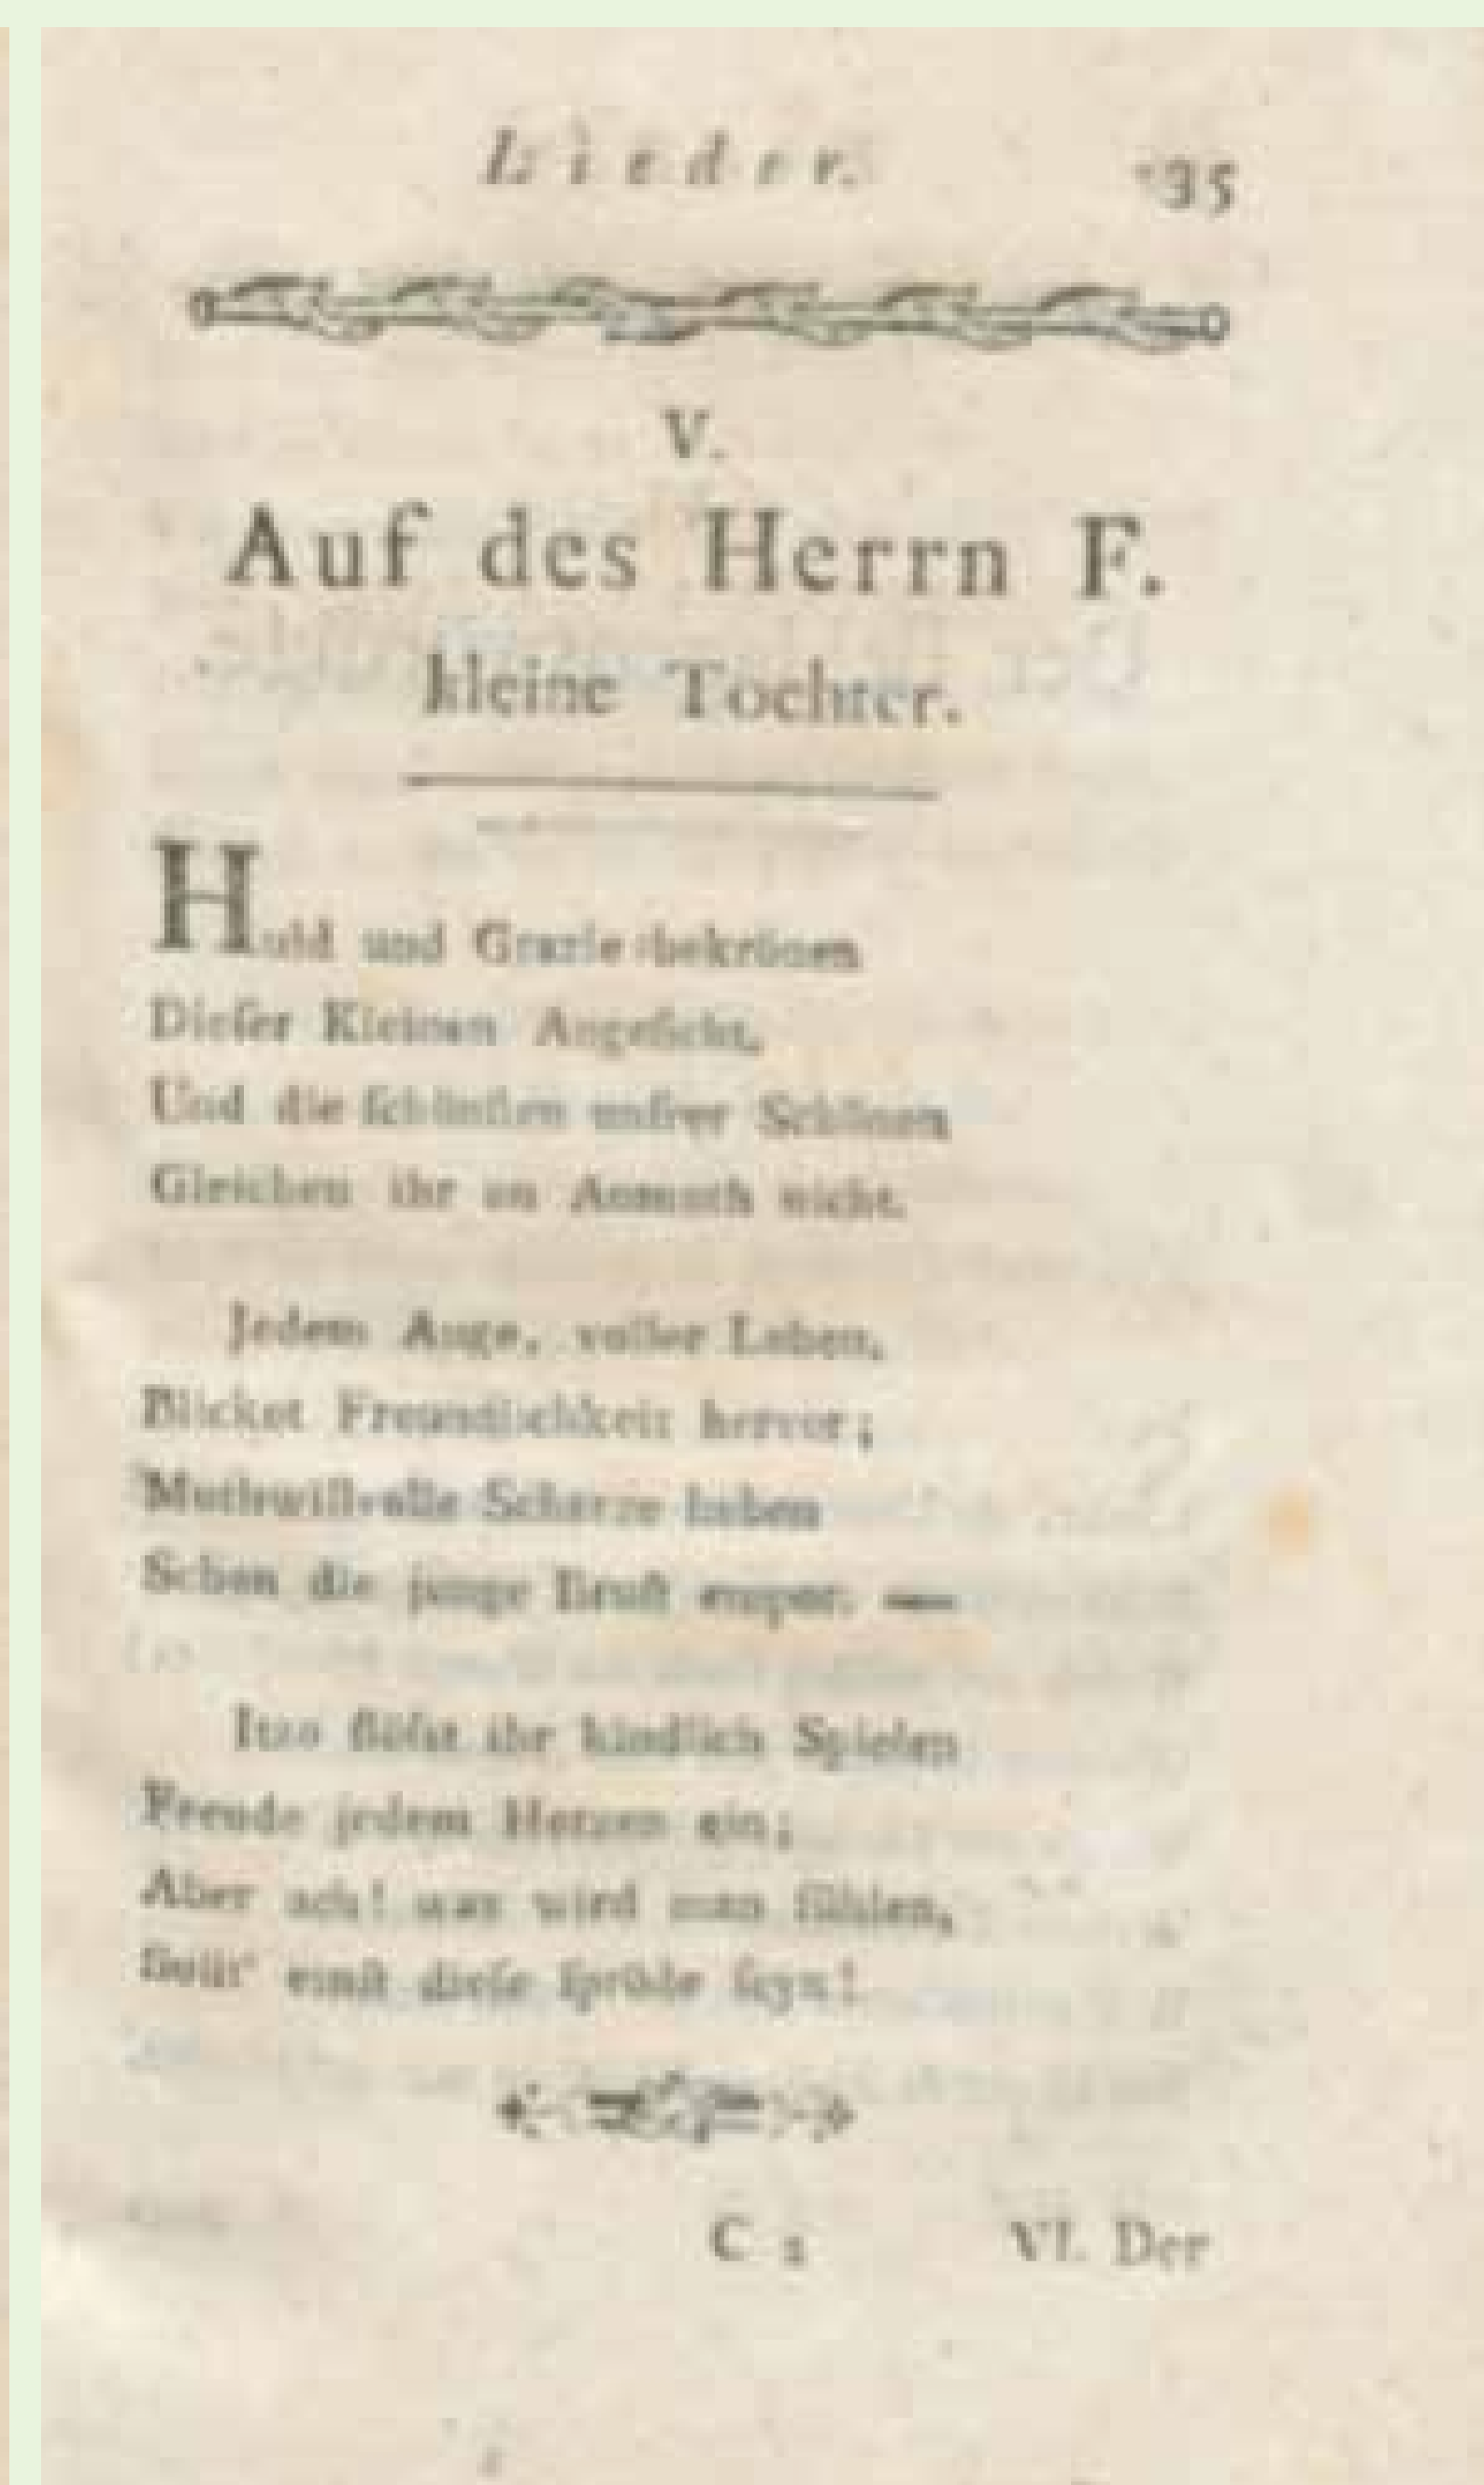 Lieder.
35
V.
Auf des Herrn F.
kleine Tochter.
Huld und Grazie bekrönen
Dieſer Kleinen Angeſicht,
Und die ſchönſten unſrer Schönen
Gleichen ihr an Anmuth nicht.
Jedem Auge, voller Leben,
Blicket Freundlichkeit hervor;
Muthwillvolle Scherze heben
Schon die junge Bruſt empor. —
Itzo flöſst ihr kindlich Spielen
Freude jedem Herzen ein;
Aber ach! was wird man fühlen,
Sollt' einſt dieſe ſpröde ſeyn!
C 2
VI. Der